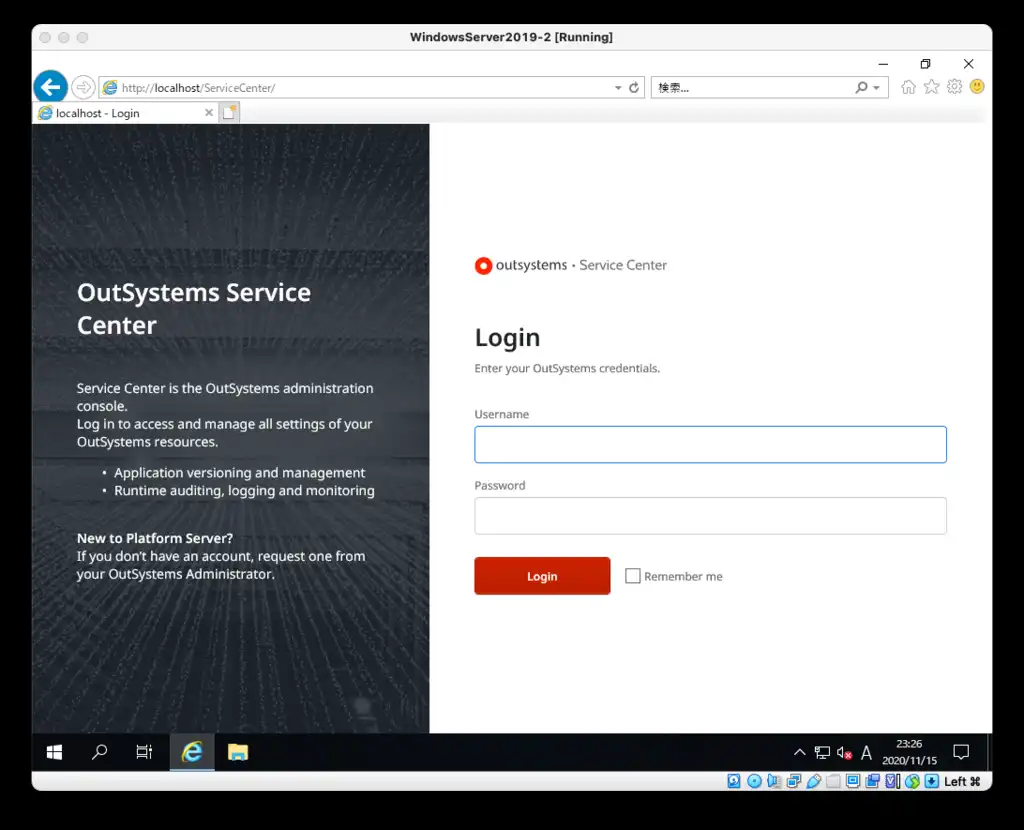 WindowsServer2019-2 [Running]
http://localhost/ServiceCenter/
検索...
localhost - Login
OutSystems Service
Center
Service Center is the OutSystems administration
console.
Log in to access and manage all settings of your
OutSystems resources.
• Application versioning and management
• Runtime auditing, logging and monitoring
New to Platform Server?
If you don't have an account, request one from
your OutSystems Administrator.
outsystems • Service Center
Login
Enter your OutSystems credentials.
Username
Password
Login
Remember me
A
23:26
2020/11/15
Left ⌘